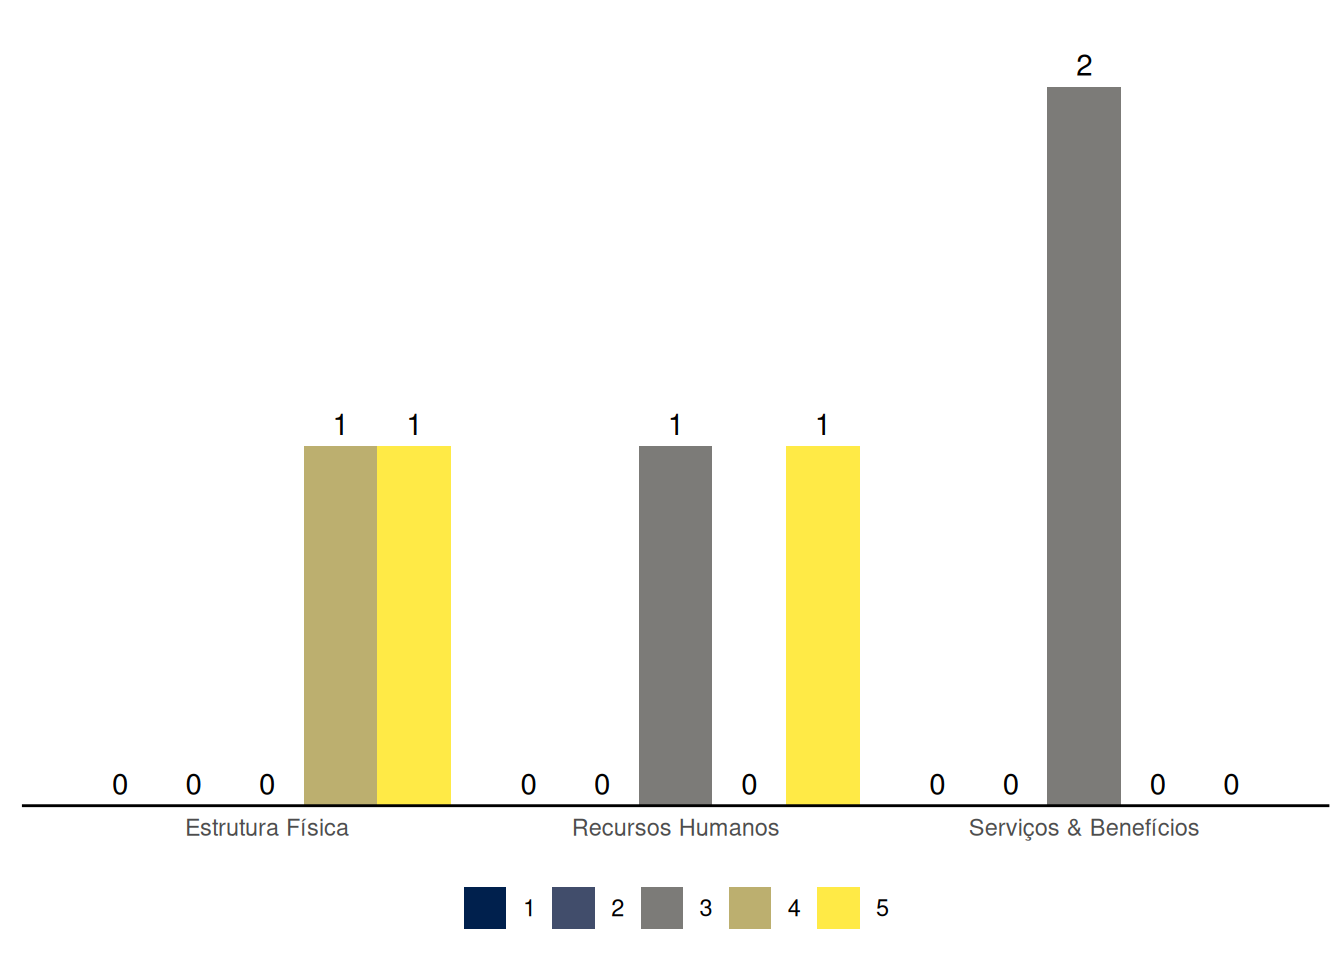 2
1 1 1 1
0 0 0 0 0 0 0 0 0 0
Estrutura Física Recursos Humanos Serviços & Benefícios
1 2 3 4 5